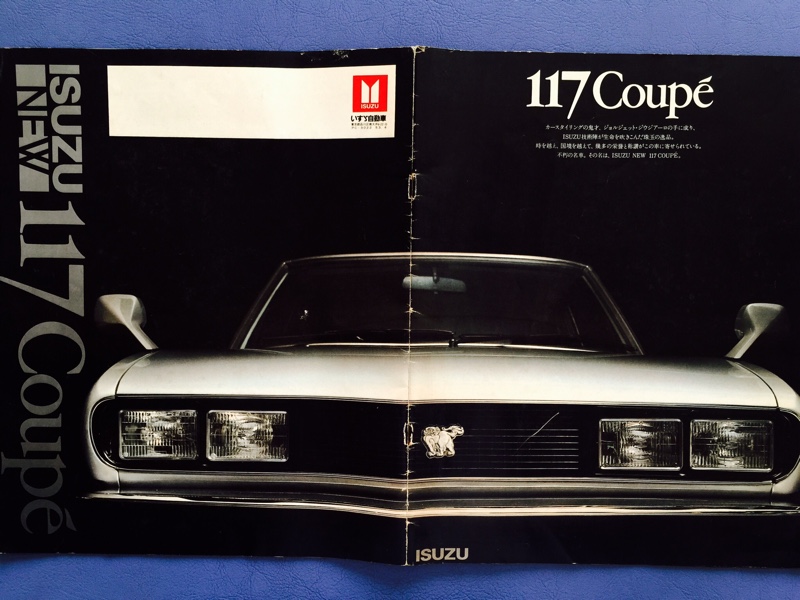 ISUZU
NEW
117 Coupé
ISUZU
いすゞ自動車
117 Coupé
カースタイリングの鬼才、ジョルジェット・ジウジアーロの手に成り、
ISUZU技術陣が生命を吹きこんだ珠玉の逸品。
時を越え、国境を越えて、幾多の栄誉と称讃がこの車に寄せられている。
不朽の名車。その名は、ISUZU NEW 117 COUPÉ。
ISUZU